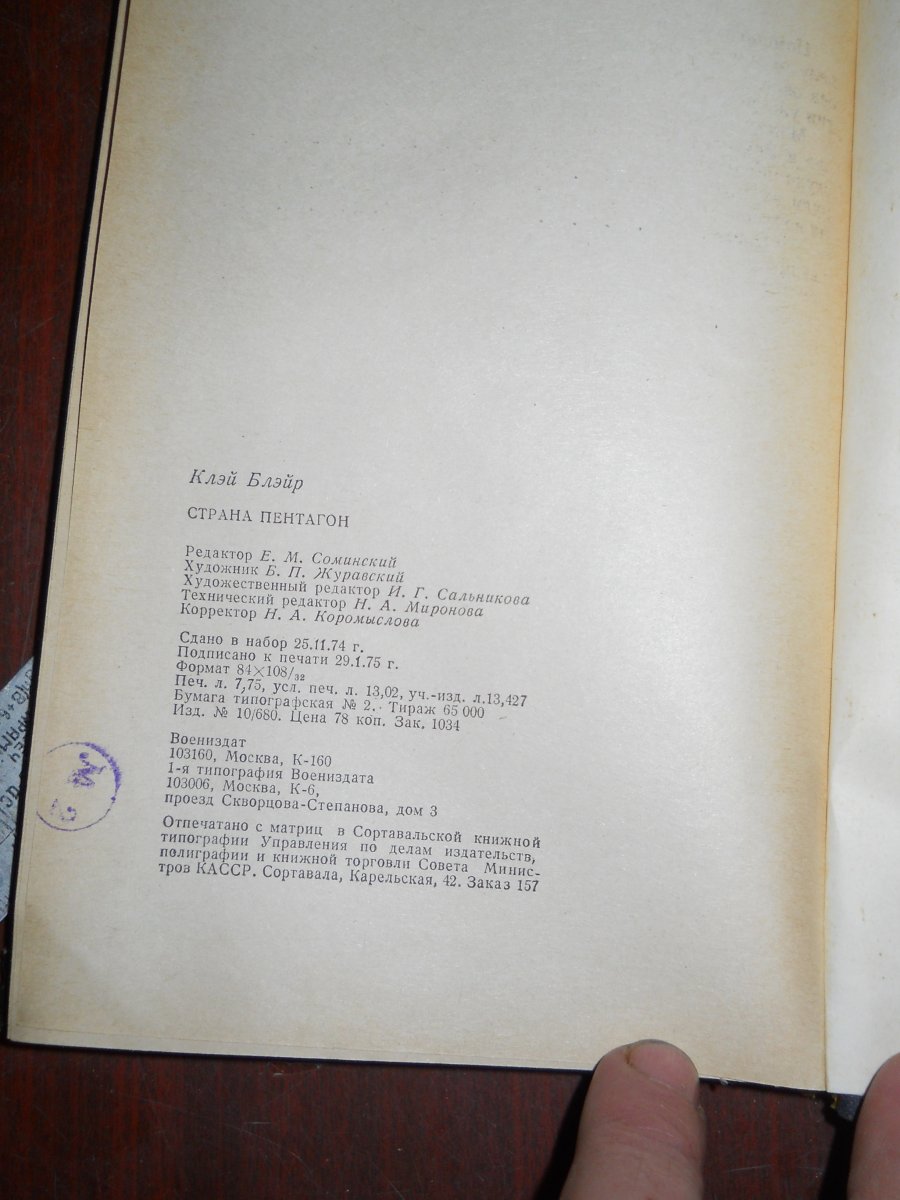 Клэй Блэйр
СТРАНА ПЕНТАГОН
Редактор Е. М. Соминский
Художник Б. П. Журавский
Художественный редактор И. Г. Сальникова
Технический редактор Н. А. Миронова
Корректор Н. А. Коромыслова
Сдано в набор 25.11.74 г.
Подписано к печати 29.1.75 г.
Формат 84×108/32
Печ. л. 7,75, усл. печ. л. 13,02, уч.-изд. л.13,427
Бумага типографская № 2. Тираж 65 000
Изд. № 10/680. Цена 78 коп. Зак. 1034
Воениздат
103160, Москва, К-160
1-я типография Воениздата
103006, Москва, К-6,
проезд Скворцова-Степанова, дом 3
Отпечатано с матриц в Сортавальской книжной
типографии Управления по делам издательств,
полиграфии и книжной торговли Совета Минис-
тров КАССР. Сортавала, Карельская, 42. Заказ 157